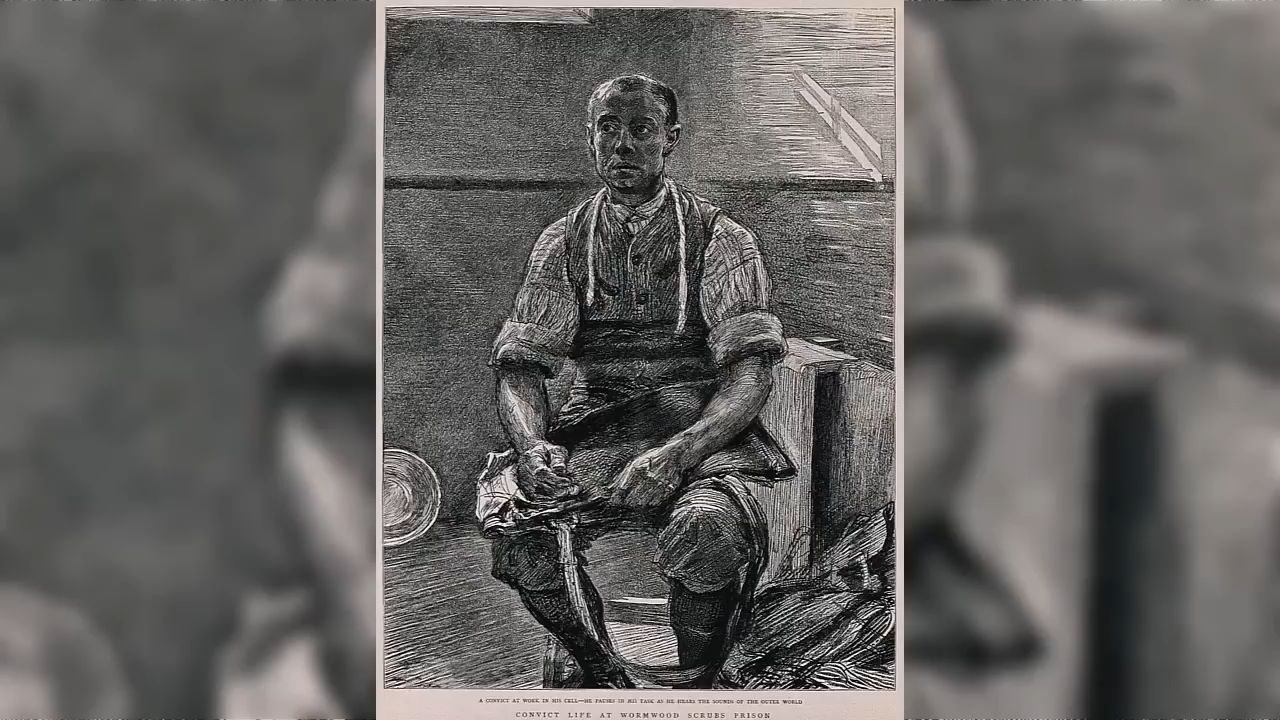 A CONVICT AT WORK IN HIS CELL—HE PAUSES IN HIS TASK AS HE HEARS THE SOUNDS OF THE OUTER WORLD
CONVICT LIFE AT WORMWOOD SCRUBS PRISON